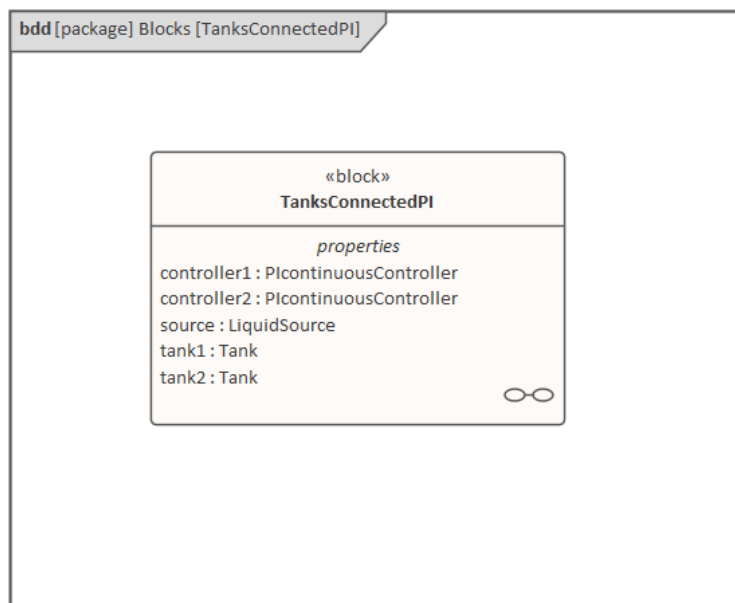 bdd [package] Blocks [TanksConnectedPI]
«block»
TanksConnectedPI
properties
controller1 : PIcontinuousController
controller2 : PIcontinuousController
source : LiquidSource
tank1 : Tank
tank2 : Tank